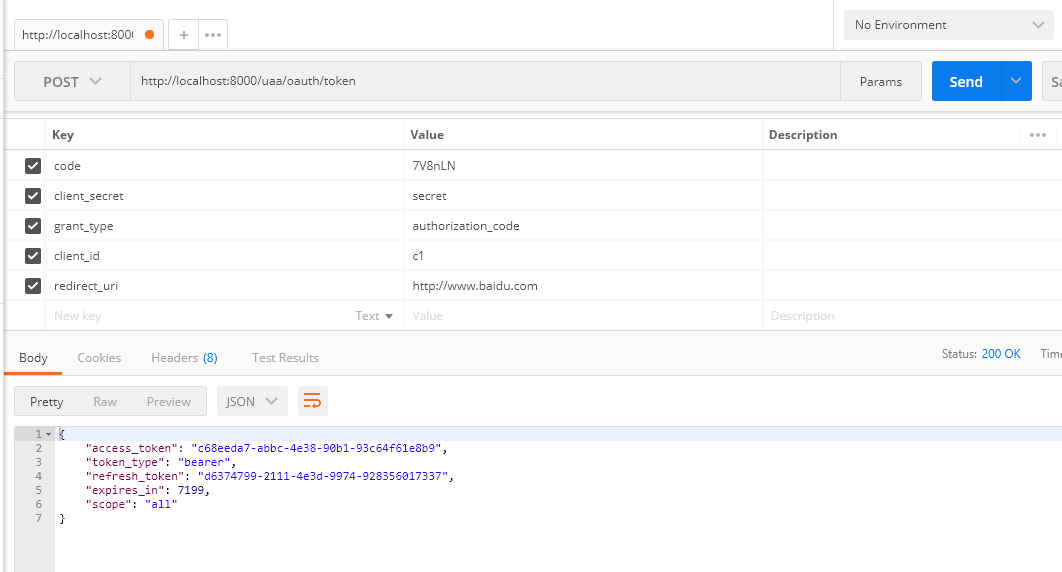 http://localhost:800 + ••• No Environment
POST http://localhost:8000/uaa/oauth/token Params Send
Key Value Description •••
code 7V8nLN
client_secret secret
grant_type authorization_code
client_id c1
redirect_uri http://www.baidu.com
New key Text Value Description
Body Cookies Headers (8) Test Results Status: 200 OK
Pretty Raw Preview JSON
1 {
2 "access_token": "c68eeda7-abbc-4e38-90b1-93c64f61e8b9",
3 "token_type": "bearer",
4 "refresh_token": "d6374799-2111-4e3d-9974-928356017337",
5 "expires_in": 7199,
6 "scope": "all"
7 }